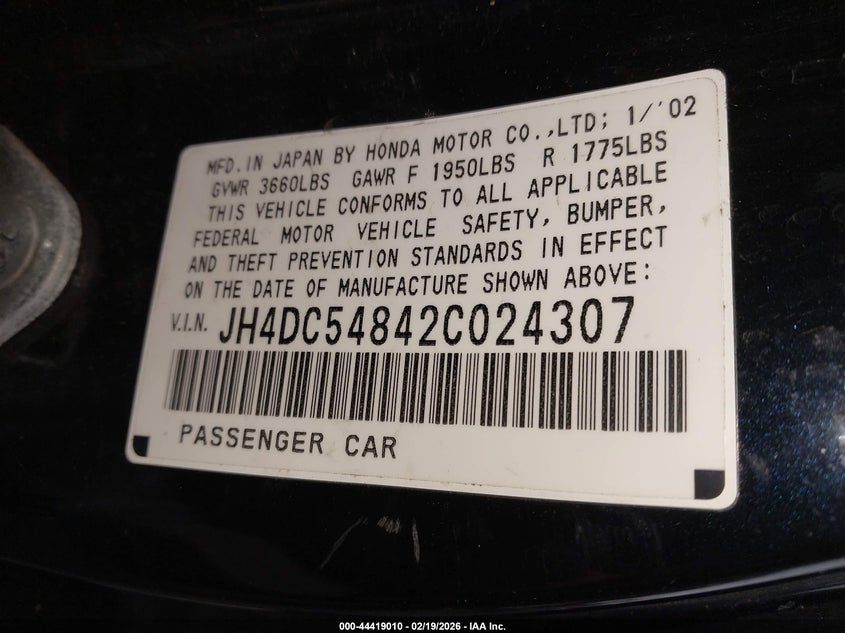 MFD. IN JAPAN BY HONDA MOTOR CO.,LTD; 1/'02
GVWR 3660LBS GAWR F 1950LBS R 1775LBS
THIS VEHICLE CONFORMS TO ALL APPLICABLE
FEDERAL MOTOR VEHICLE SAFETY, BUMPER,
AND THEFT PREVENTION STANDARDS IN EFFECT
ON THE DATE OF MANUFACTURE SHOWN ABOVE:
V.I.N. JH4DC54842C024307
PASSENGER CAR
000-44419010 - 02/19/2026 - IAA Inc.